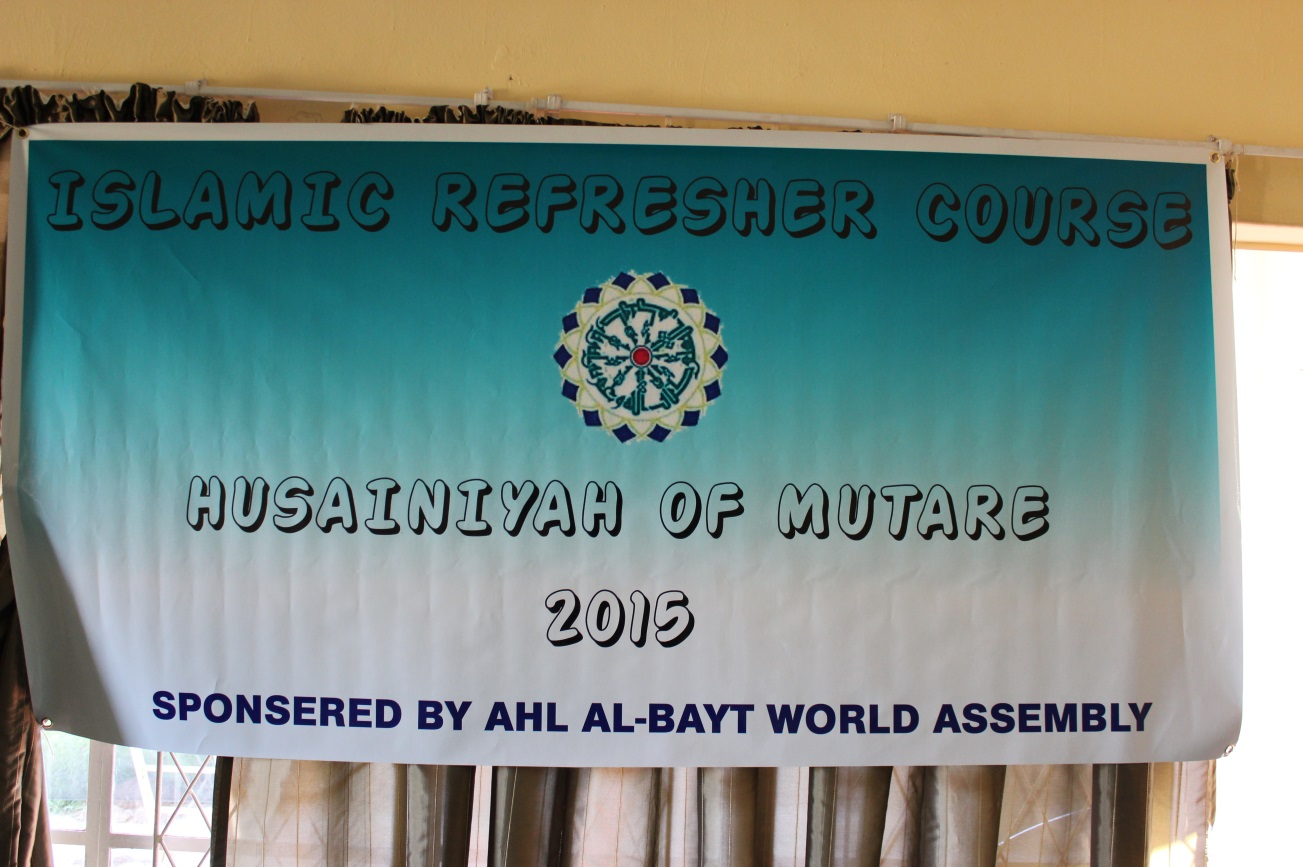 ISLAMIC REFRESHER COURSE
HUSAINIYAH OF MUTARE
2015
SPONSERED BY AHL AL-BAYT WORLD ASSEMBLY